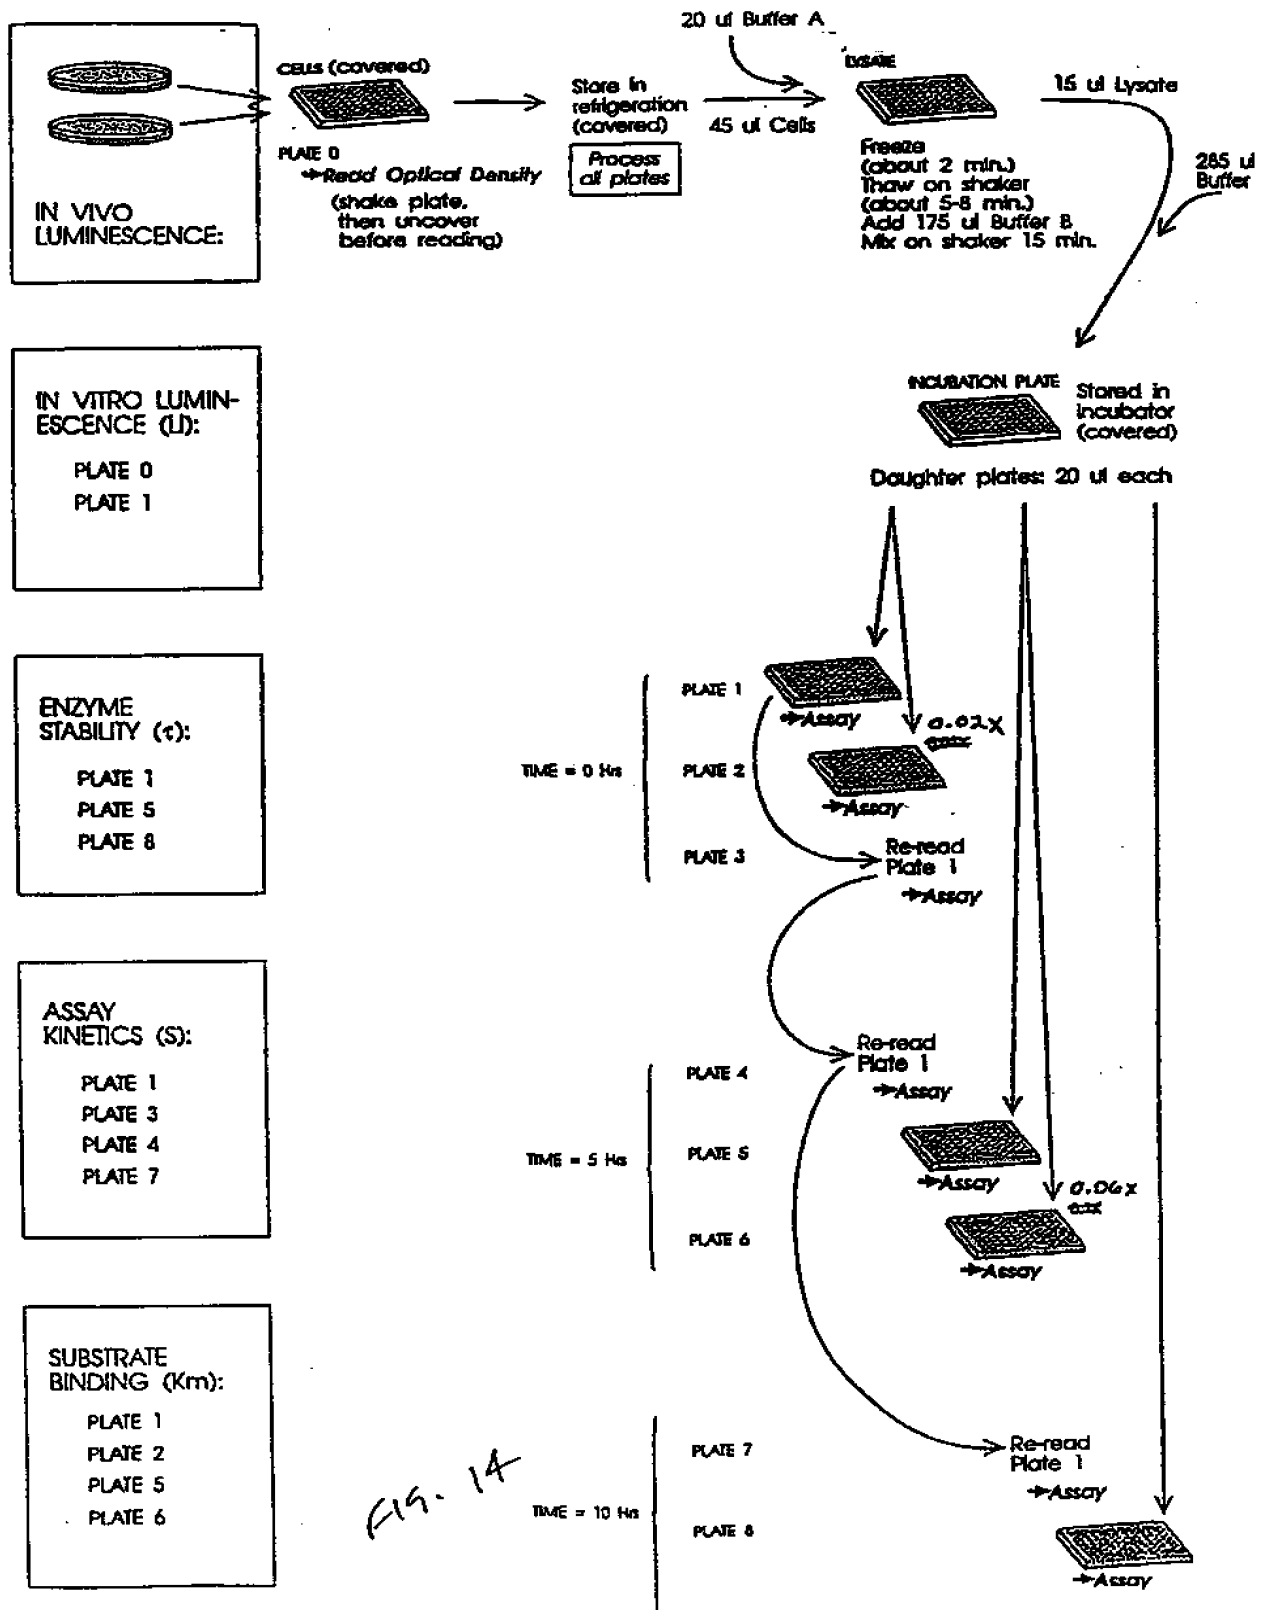 IN VIVO
LUMINESCENCE:
CELLS (covered)
PLATE 0
Read Optical Density
(shake plate,
then uncover
before reading)
Store in
refrigeration
(covered)
Process
all plates
20 ul Buffer A
45 ul Cells
LYSATE
Freeze
(about 2 min.)
Thaw on shaker
(about 5-8 min.)
Add 175 ul Buffer B
Mix on shaker 15 min.
15 ul Lysate
285 ul
Buffer
IN VITRO LUMIN-
ESCENCE (LI):
PLATE 0
PLATE 1
INCUBATION PLATE
Stored in
incubator
(covered)
Daughter plates: 20 ul each
ENZYME
STABILITY (τ):
PLATE 1
PLATE 5
PLATE 8
TIME = 0 Hrs
PLATE 1
Assay
0.02X
PLATE 2
Assay
PLATE 3
Re-read
Plate 1
Assay
ASSAY
KINETICS (S):
PLATE 1
PLATE 3
PLATE 4
PLATE 7
TIME = 5 Hrs
PLATE 4
Re-read
Plate 1
Assay
PLATE 5
Assay
0.06X
PLATE 6
Assay
SUBSTRATE
BINDING (Km):
PLATE 1
PLATE 2
PLATE 5
PLATE 6
FIG. 14
TIME = 10 Hrs
PLATE 7
Re-read
Plate 1
Assay
PLATE 8
Assay